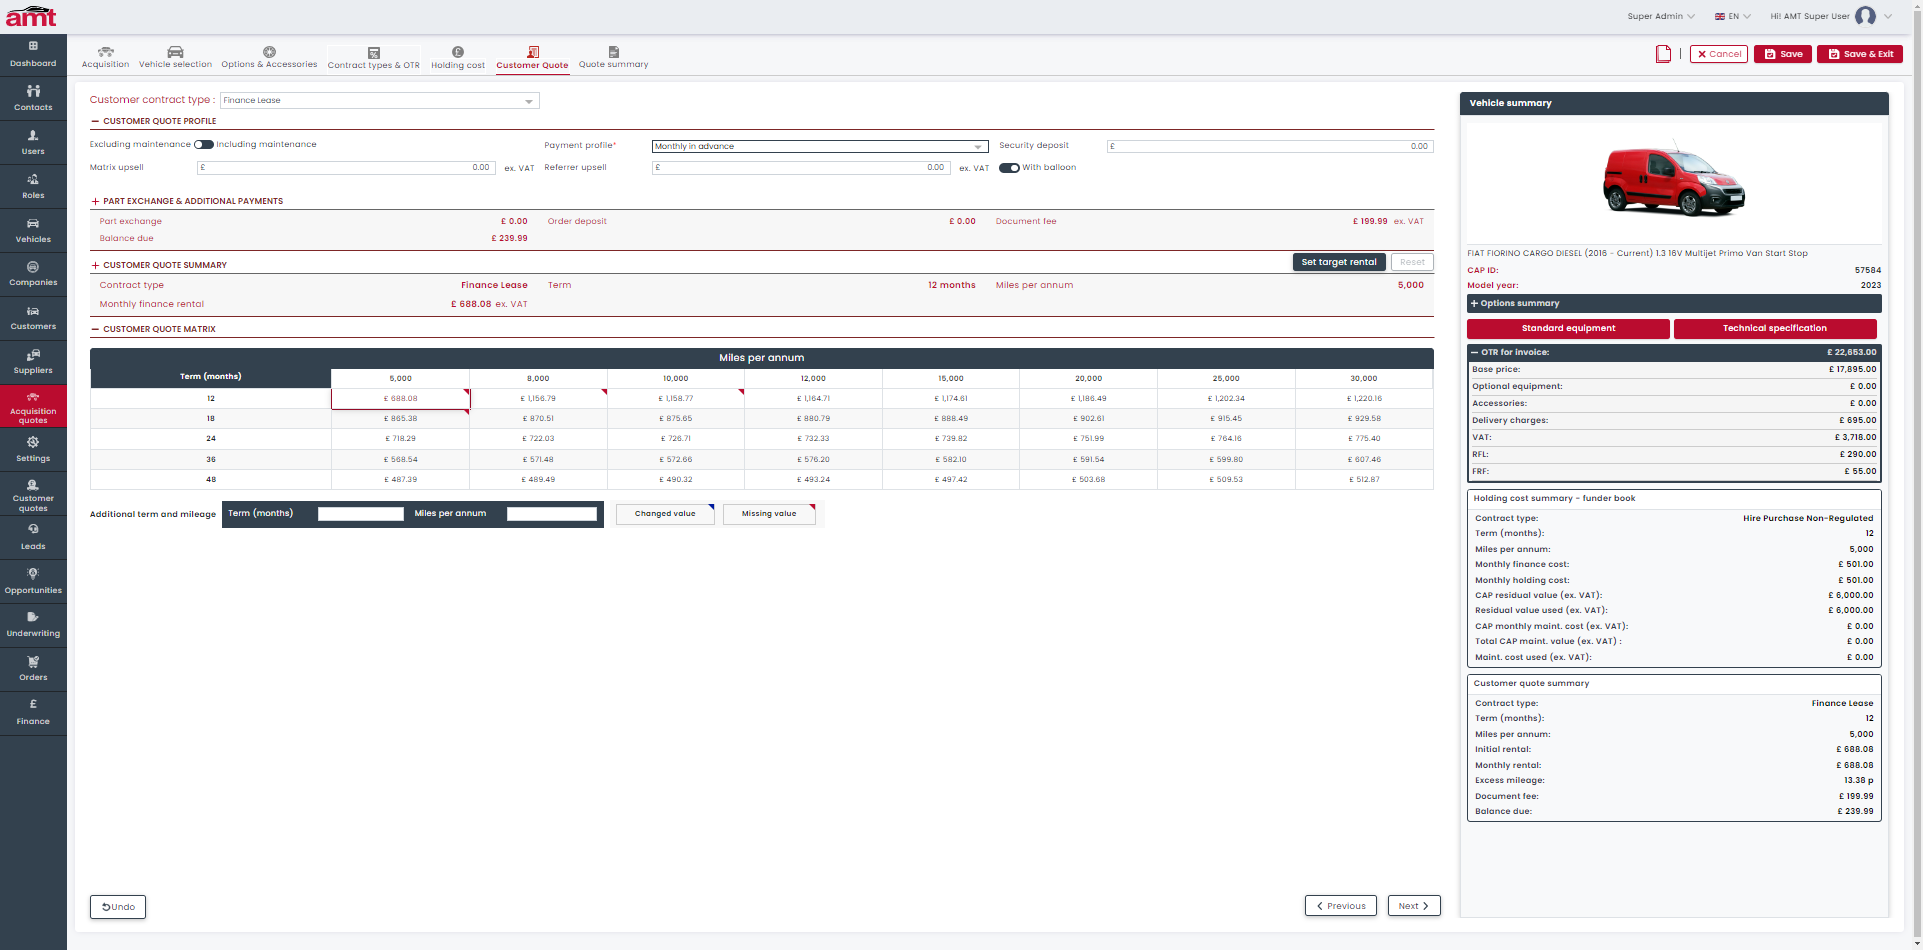 amt
Super Admin
EN
Hi! AMT Super User
Dashboard
Contacts
Users
Roles
Vehicles
Companies
Customers
Suppliers
Acquisition
quotes
Settings
Customer
quotes
Leads
Opportunities
Underwriting
Orders
Finance
Acquisition
Vehicle selection
Options & Accessories
Contract types & OTR
Holding cost
Customer Quote
Quote summary
Cancel
Save
Save & Exit
Customer contract type : Finance Lease
CUSTOMER QUOTE PROFILE
Excluding maintenance Including maintenance
Payment profile* Monthly in advance
Security deposit £ 0.00
Matrix upsell £ 0.00 ex. VAT
Referrer upsell £ 0.00 ex. VAT
With balloon
PART EXCHANGE & ADDITIONAL PAYMENTS
Part exchange £ 0.00 Order deposit £ 0.00 Document fee £ 199.99 ex. VAT
Balance due £ 239.99
CUSTOMER QUOTE SUMMARY
Set target rental
Reset
Contract type Finance Lease Term 12 months Miles per annum 5,000
Monthly finance rental £ 688.08 ex. VAT
CUSTOMER QUOTE MATRIX
Miles per annum
Term (months)
5,000 8,000 10,000 12,000 15,000 20,000 25,000 30,000
12 £ 688.08 £ 1,156.79 £ 1,158.77 £ 1,164.71 £ 1,174.61 £ 1,186.49 £ 1,202.34 £ 1,220.16
18 £ 865.38 £ 870.51 £ 875.65 £ 880.79 £ 888.49 £ 902.61 £ 915.45 £ 929.58
24 £ 718.29 £ 722.03 £ 726.71 £ 732.33 £ 739.82 £ 751.99 £ 764.16 £ 775.40
36 £ 568.54 £ 571.48 £ 572.66 £ 576.20 £ 582.10 £ 591.54 £ 599.80 £ 607.46
48 £ 487.39 £ 489.49 £ 490.32 £ 493.24 £ 497.42 £ 503.68 £ 509.53 £ 512.87
Additional term and mileage Term (months) Miles per annum
Changed value
Missing value
Undo
Previous
Next
Vehicle summary
FIAT FIORINO CARGO DIESEL (2016 - Current) 1.3 16V Multijet Primo Van Start Stop
CAP ID: 57584
Model year: 2023
Options summary
Standard equipment
Technical specification
OTR for invoice: £ 22,653.00
Base price: £ 17,895.00
Optional equipment: £ 0.00
Accessories: £ 0.00
Delivery charges: £ 695.00
VAT: £ 3,718.00
RFL: £ 290.00
FRF: £ 55.00
Holding cost summary - funder book
Contract type: Hire Purchase Non-Regulated
Term (months): 12
Miles per annum: 5,000
Monthly finance cost: £ 501.00
Monthly holding cost: £ 501.00
CAP residual value (ex. VAT): £ 6,000.00
Residual value used (ex. VAT): £ 6,000.00
CAP monthly maint. cost (ex. VAT): £ 0.00
Total CAP maint. value (ex. VAT) : £ 0.00
Maint. cost used (ex. VAT): £ 0.00
Customer quote summary
Contract type: Finance Lease
Term (months): 12
Miles per annum: 5,000
Initial rental: £ 688.08
Monthly rental: £ 688.08
Excess mileage: 13.38 p
Document fee: £ 199.99
Balance due: £ 239.99